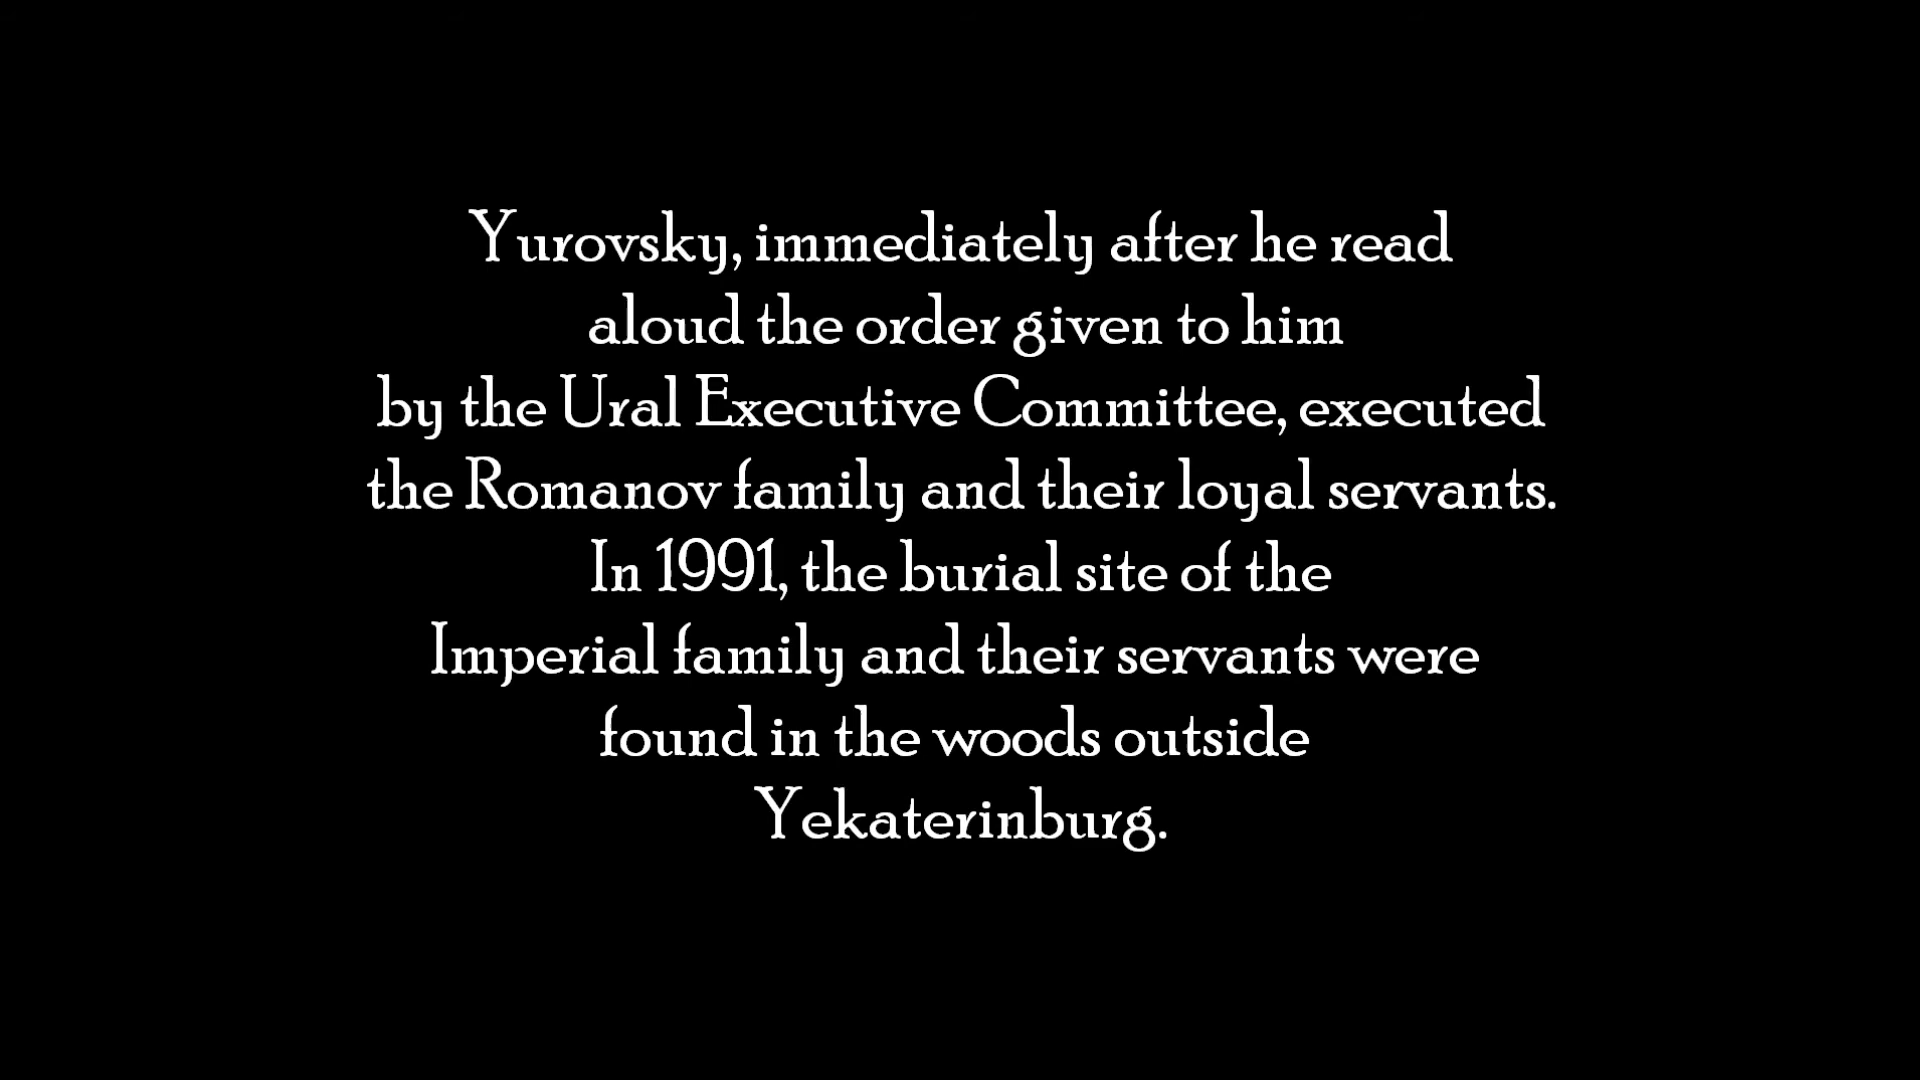 Yurovsky, immediately after he read
aloud the order given to him
by the Ural Executive Committee, executed
the Romanov family and their loyal servants.
In 1991, the burial site of the
Imperial family and their servants were
found in the woods outside
Yekaterinburg.